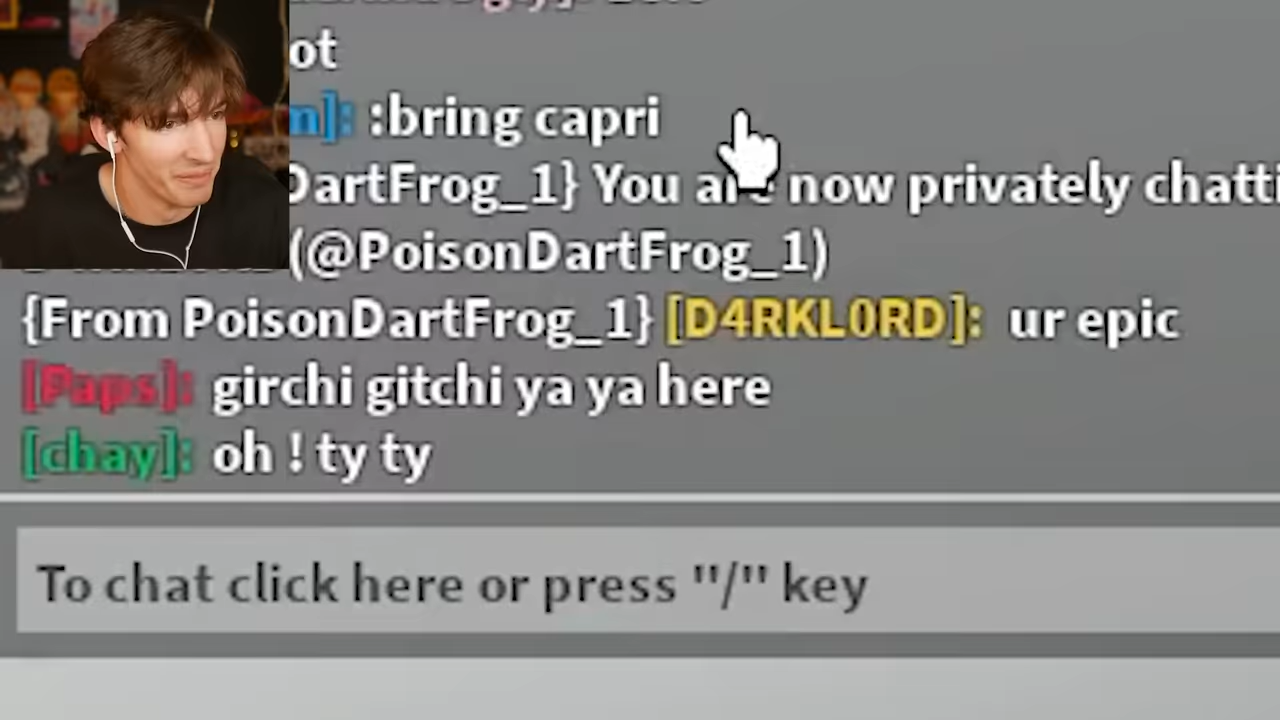 ot
m]: :bring capri
DartFrog_1} You are now privately chatti
(@PoisonDartFrog_1)
{From PoisonDartFrog_1} [D4RKL0RD]: ur epic
[Paps]: girchi gitchi ya ya here
[chay]: oh ! ty ty
To chat click here or press "/" key